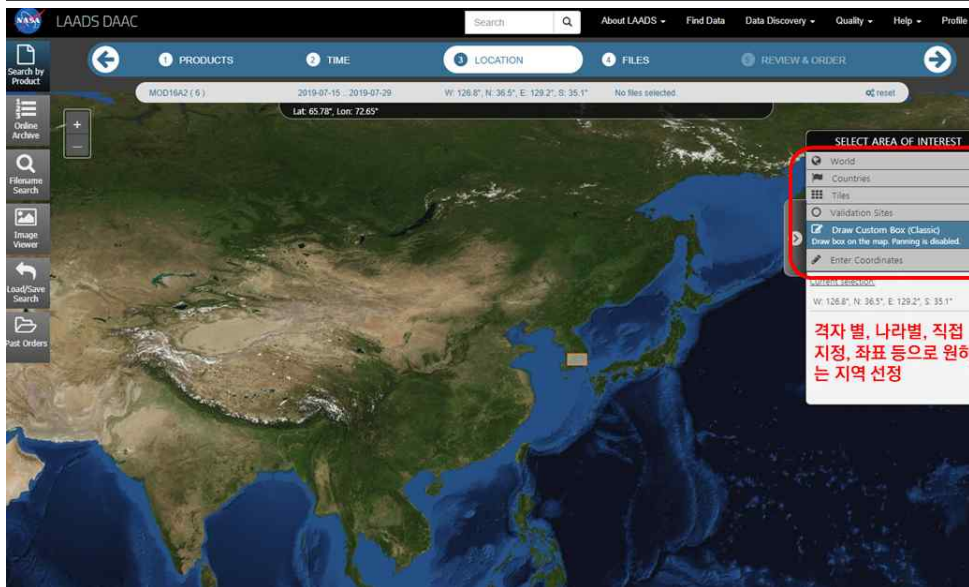 NASA LAADS DAAC Search About LAADS Find Data Data Discovery Quality Help Profile
Search by
Product
1 PRODUCTS 2 TIME 3 LOCATION 4 FILES 5 REVIEW & ORDER
MOD16A2 ( 6 ) 2019-07-15 .. 2019-07-29 W: 126.8°, N: 36.5°, E: 129.2°, S: 35.1° No files selected. reset
Lat: 65.78°, Lon: 72.65°
+
—
Online
Archive
Filename
Search
Image
Viewer
Load/Save
Search
Past Orders
SELECT AREA OF INTEREST
World
Countries
Tiles
Validation Sites
Draw Custom Box (Classic)
Draw box on the map. Panning is disabled.
Enter Coordinates
Current selection:
W: 126.8°, N: 36.5°, E: 129.2°, S: 35.1°
격자 별, 나라별, 직접
지정, 좌표 등으로 원하
는 지역 선정